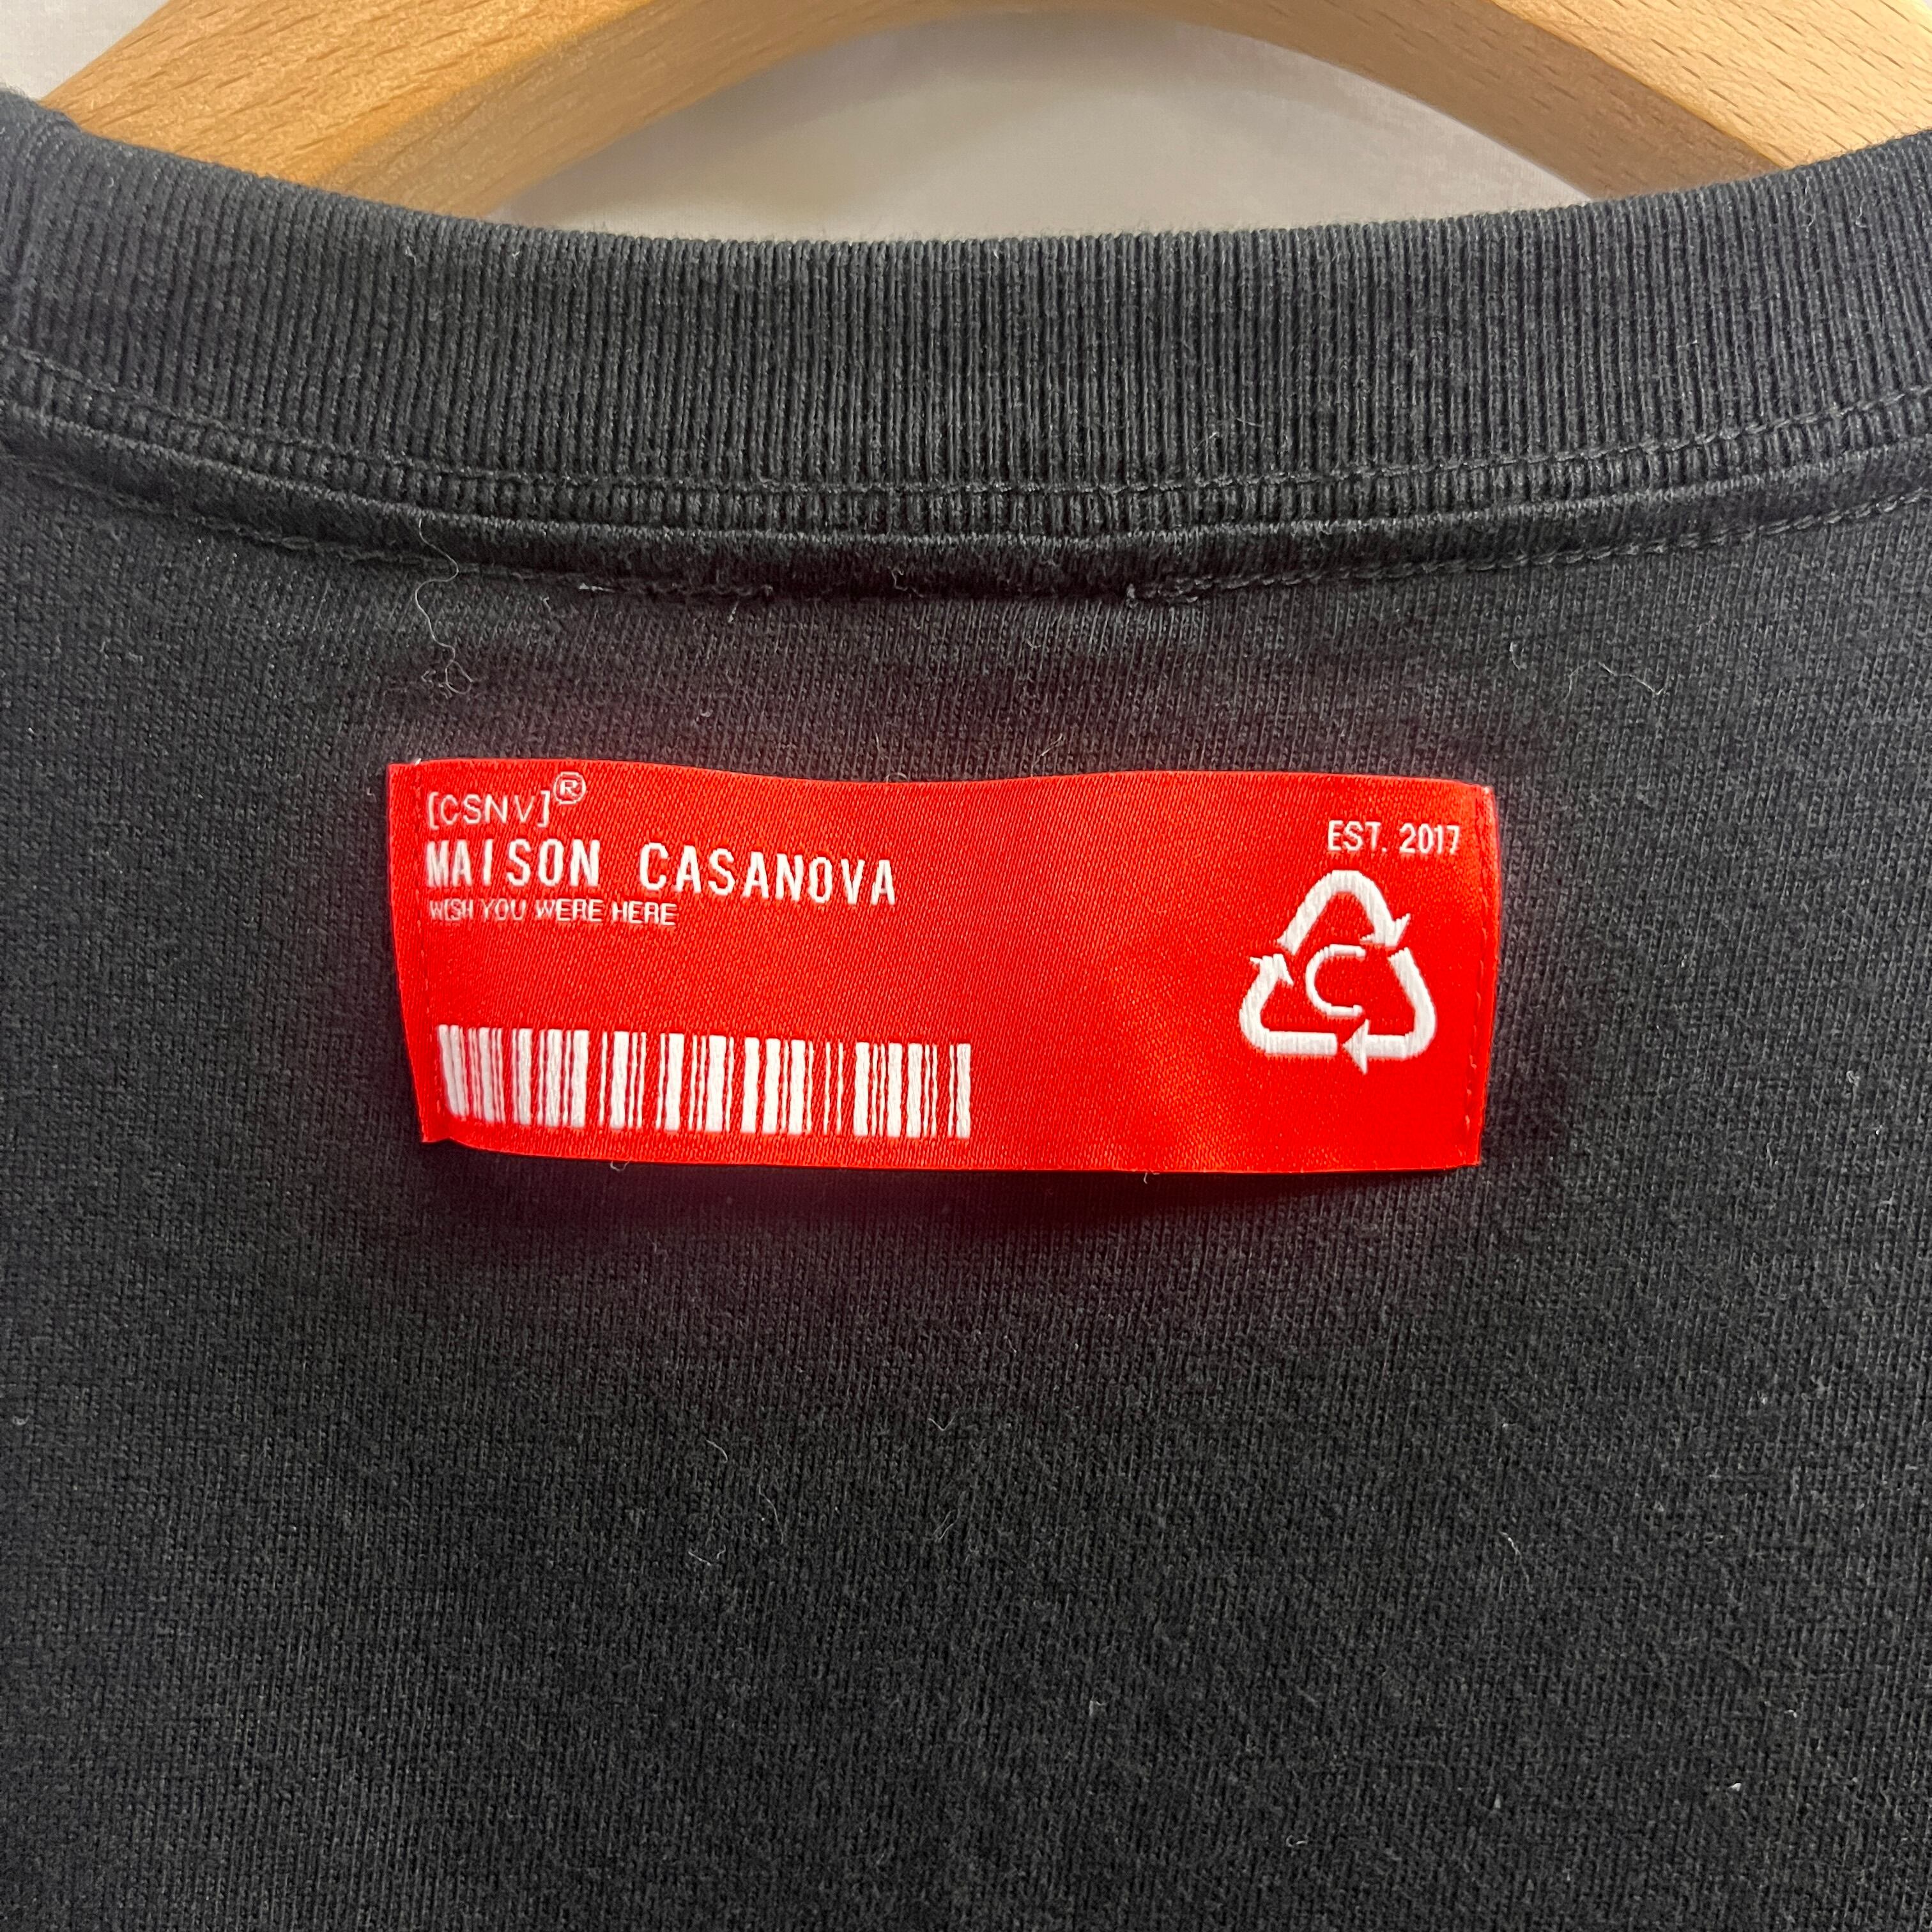 [CSNV]®
MAISON CASANOVA
WISH YOU WERE HERE
EST. 2017
C